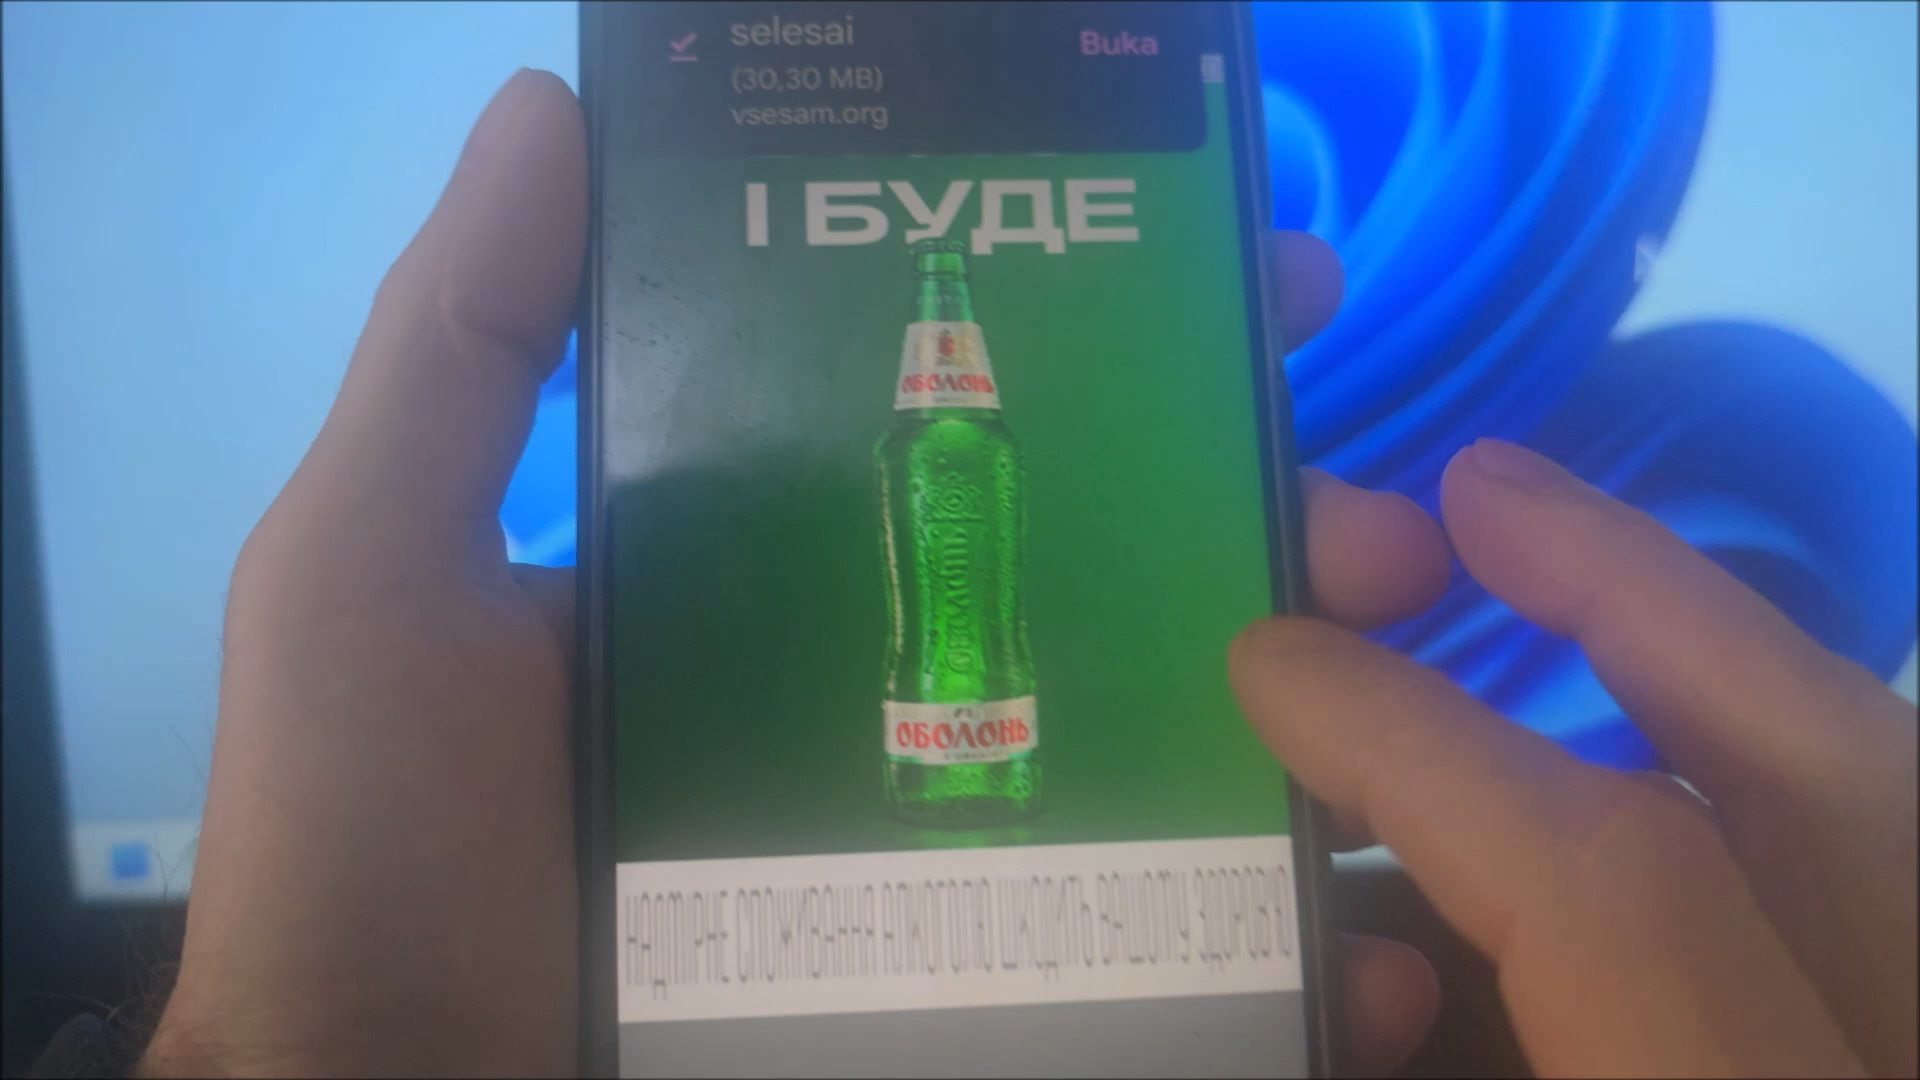 selesai
Buka
(30,30 MB)
vsesam.org
І БУДЕ
ОБОЛОНЬ
ОБОЛОНЬ
ОБОЛОНЬ
НАДМІРНЕ СПОЖИВАННЯ АЛКОГОЛЮ ШКОДИТЬ ВАШОМУ ЗДОРОВ'Ю